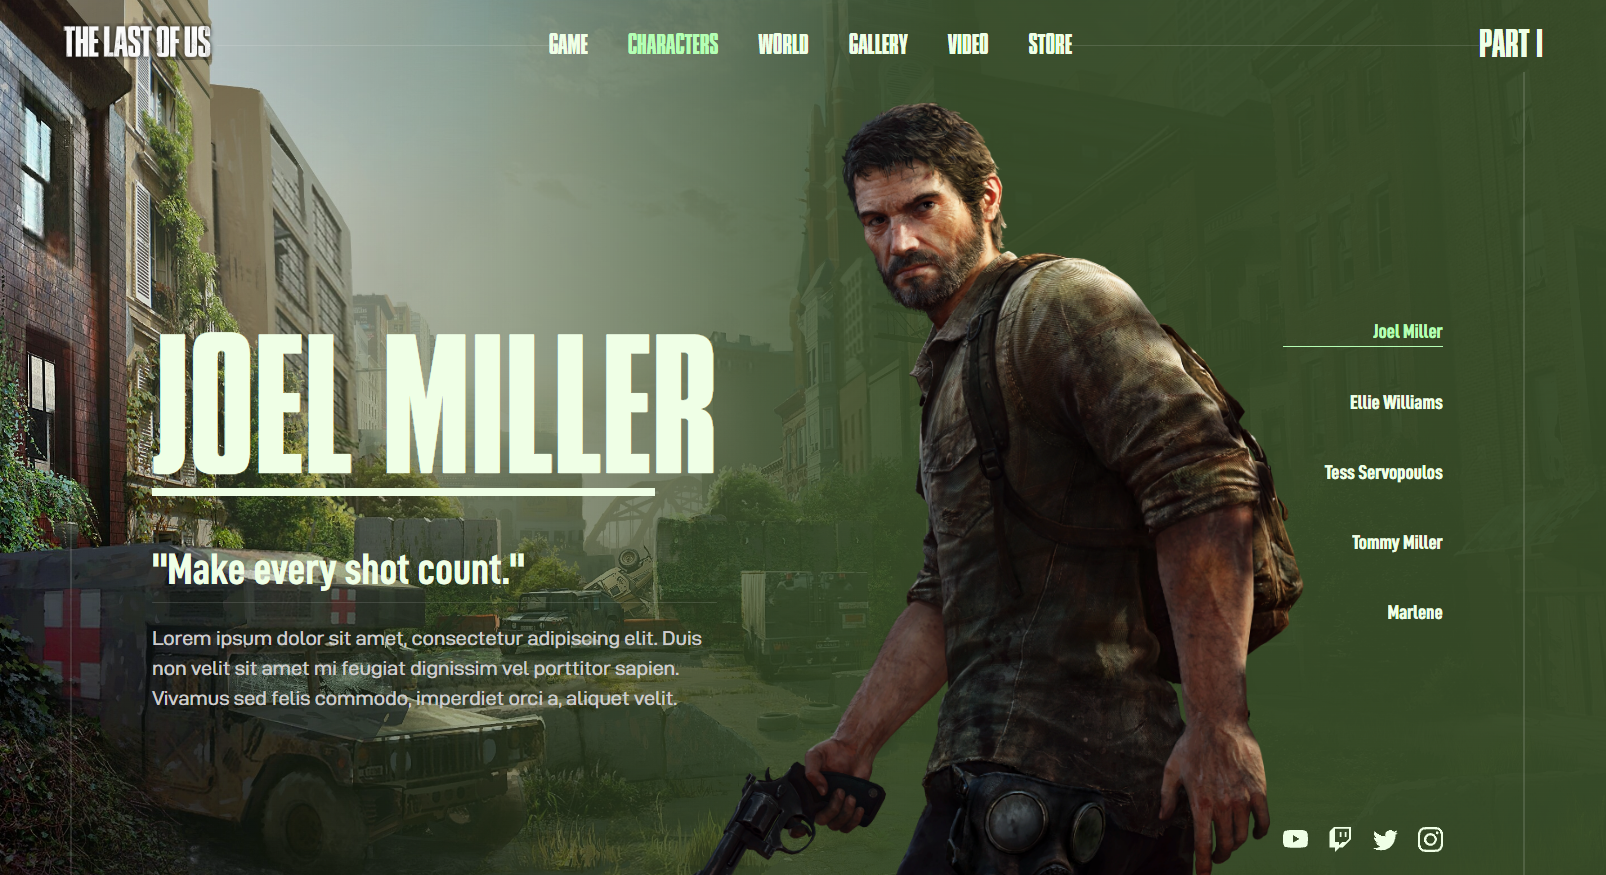 THE LAST OF US
GAME CHARACTERS WORLD GALLERY VIDEO STORE
PART I
JOEL MILLER
"Make every shot count."
Lorem ipsum dolor sit amet, consectetur adipiscing elit. Duis
non velit sit amet mi feugiat dignissim vel porttitor sapien.
Vivamus sed felis commodo, imperdiet orci a, aliquet velit.
Joel Miller
Ellie Williams
Tess Servopoulos
Tommy Miller
Marlene